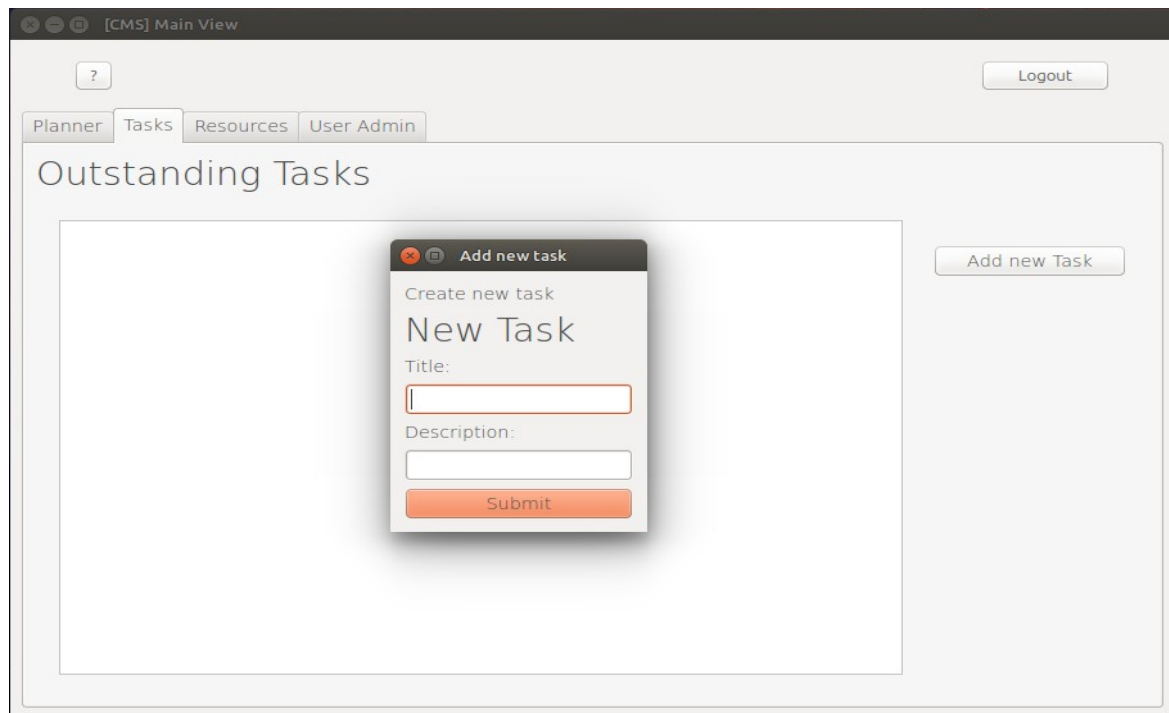 [CMS] Main View
?
Logout
Planner Tasks Resources User Admin
Outstanding Tasks
Add new task
Create new task
New Task
Title:
Description:
Submit
Add new Task